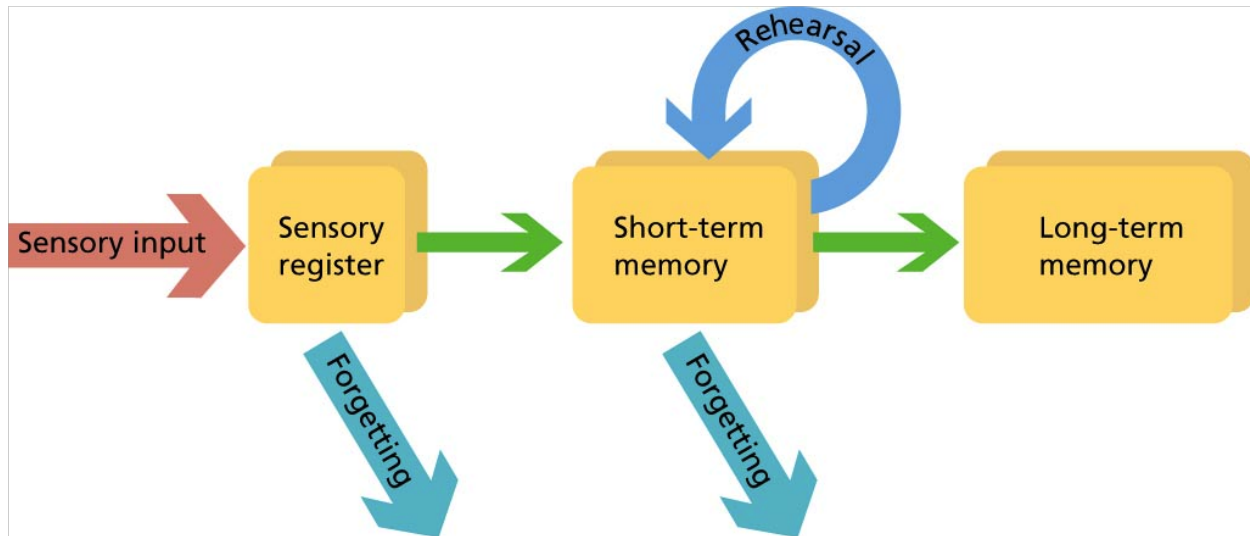 Rehearsal
Sensory input
Sensory
register
Short-term
memory
Long-term
memory
Forgetting
Forgetting